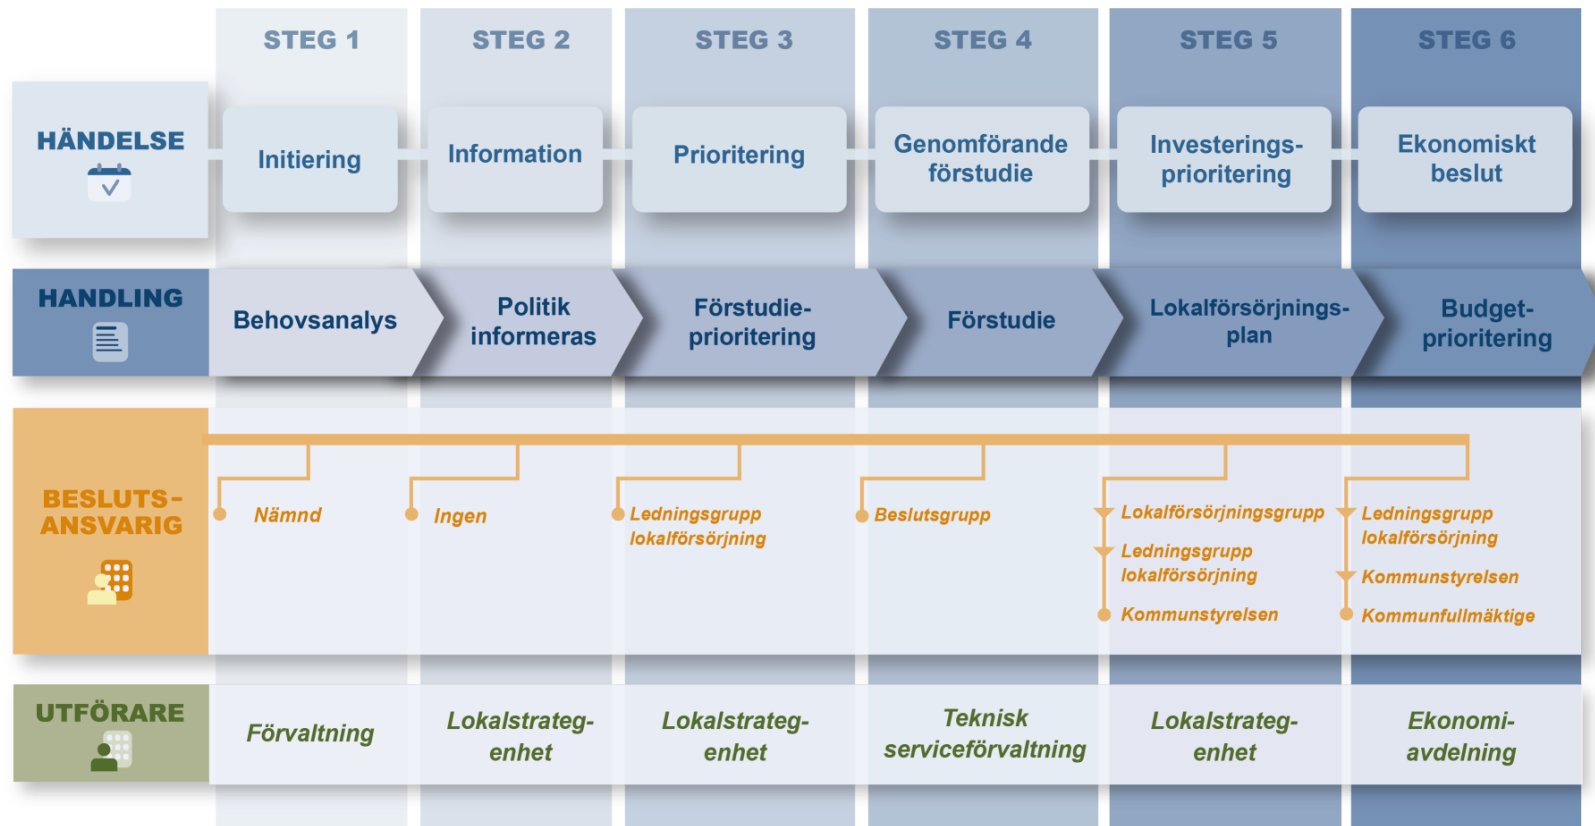 STEG 1
STEG 2
STEG 3
STEG 4
STEG 5
STEG 6
HÄNDELSE
Initiering
Information
Prioritering
Genomförande
förstudie
Investerings-
prioritering
Ekonomiskt
beslut
HANDLING
Behovsanalys
Politik
informeras
Förstudie-
prioritering
Förstudie
Lokalförsörjnings-
plan
Budget-
prioritering
BESLUTS-
ANSVARIG
Nämnd
Ingen
Ledningsgrupp
lokalförsörjning
Beslutsgrupp
Lokalförsörjningsgrupp
Ledningsgrupp
lokalförsörjning
Kommunstyrelsen
Ledningsgrupp
lokalförsörjning
Kommunstyrelsen
Kommunfullmäktige
UTFÖRARE
Förvaltning
Lokalstrateg-
enhet
Lokalstrateg-
enhet
Teknisk
serviceförvaltning
Lokalstrateg-
enhet
Ekonomi-
avdelning